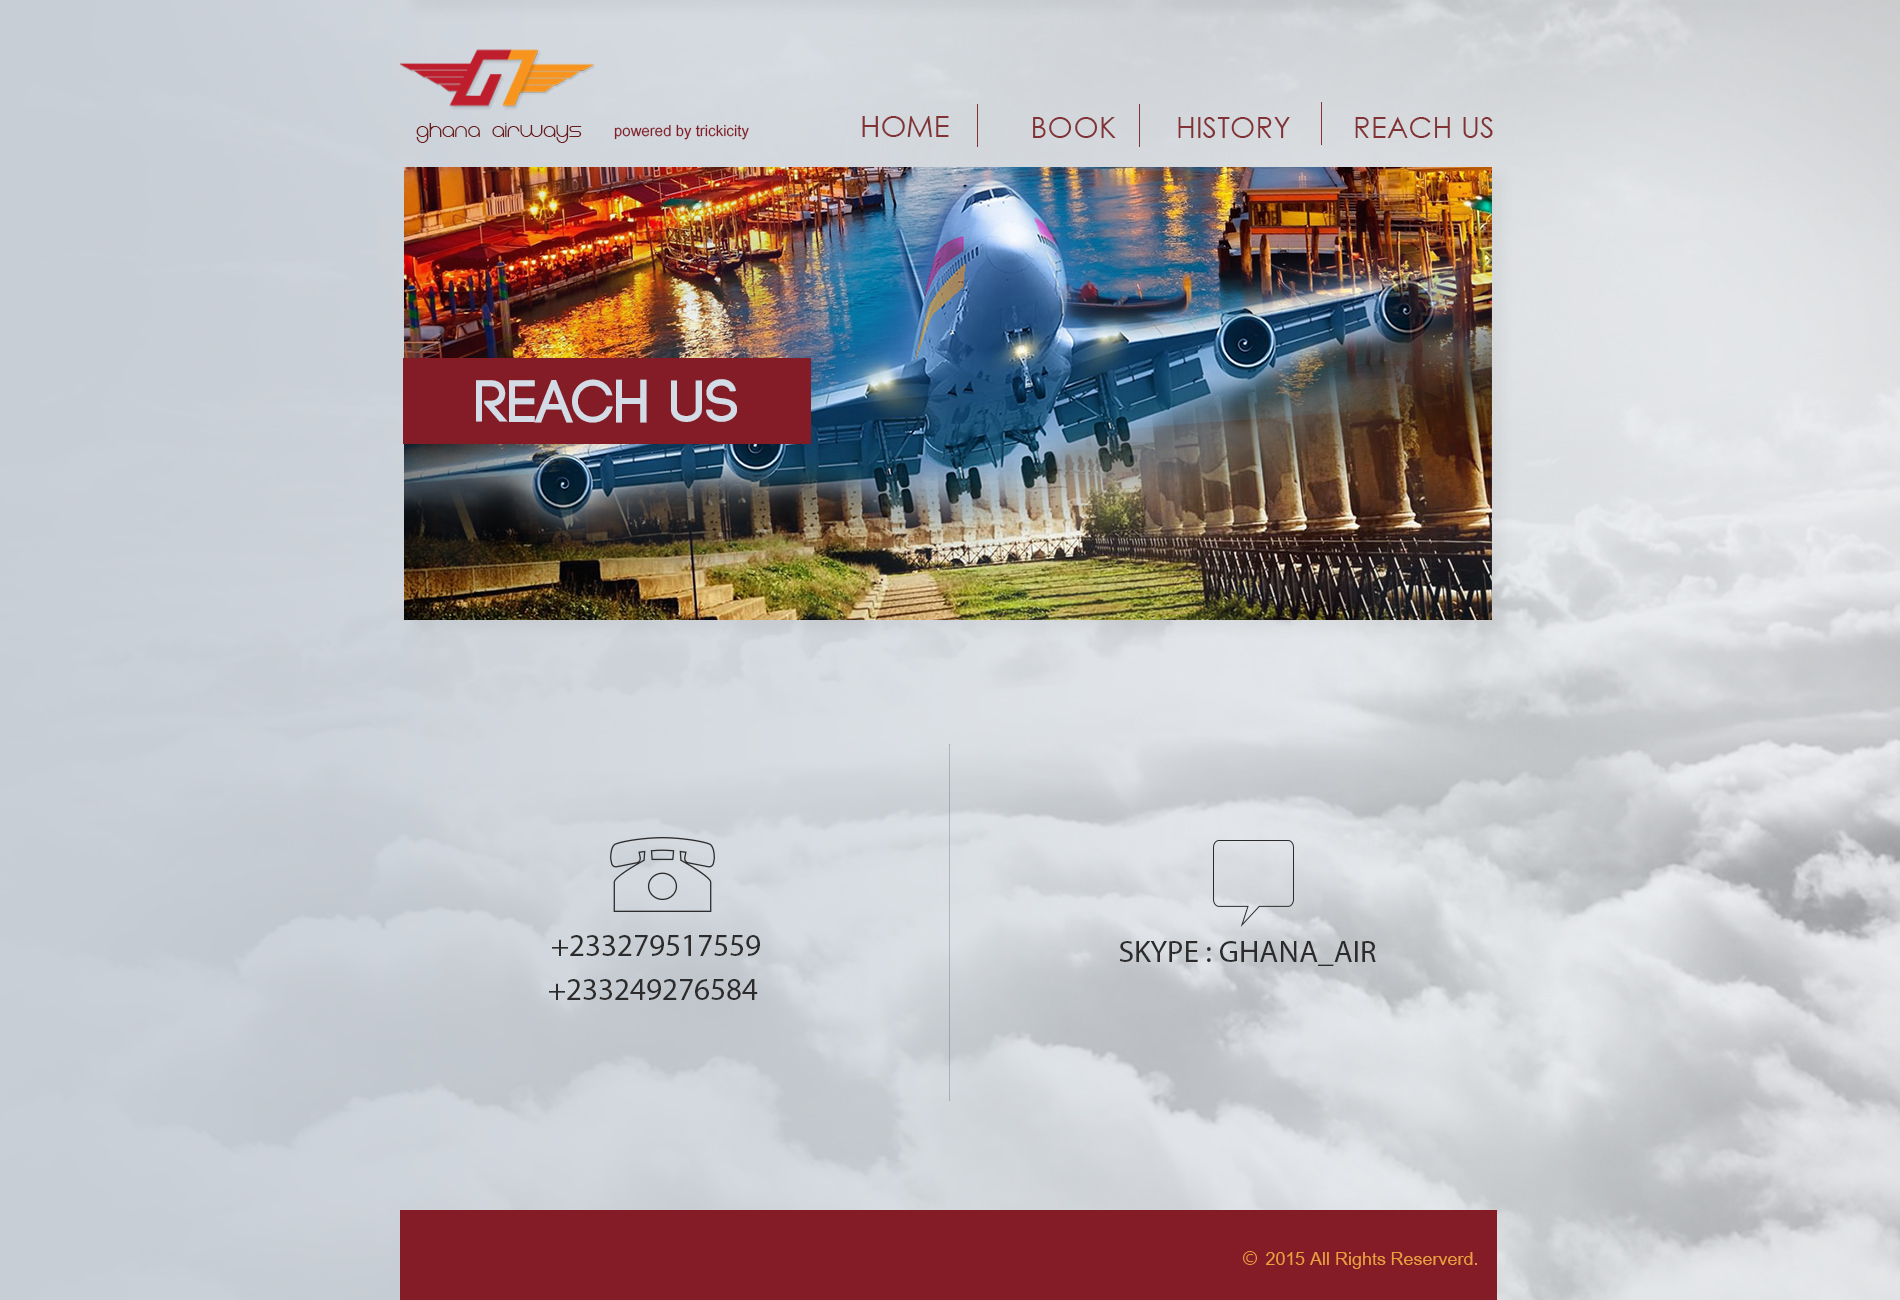 ghana airways
powered by trickicity
HOME
BOOK
HISTORY
REACH US
REACH US
+233279517559
+233249276584
SKYPE : GHANA_AIR
© 2015 All Rights Reserverd.